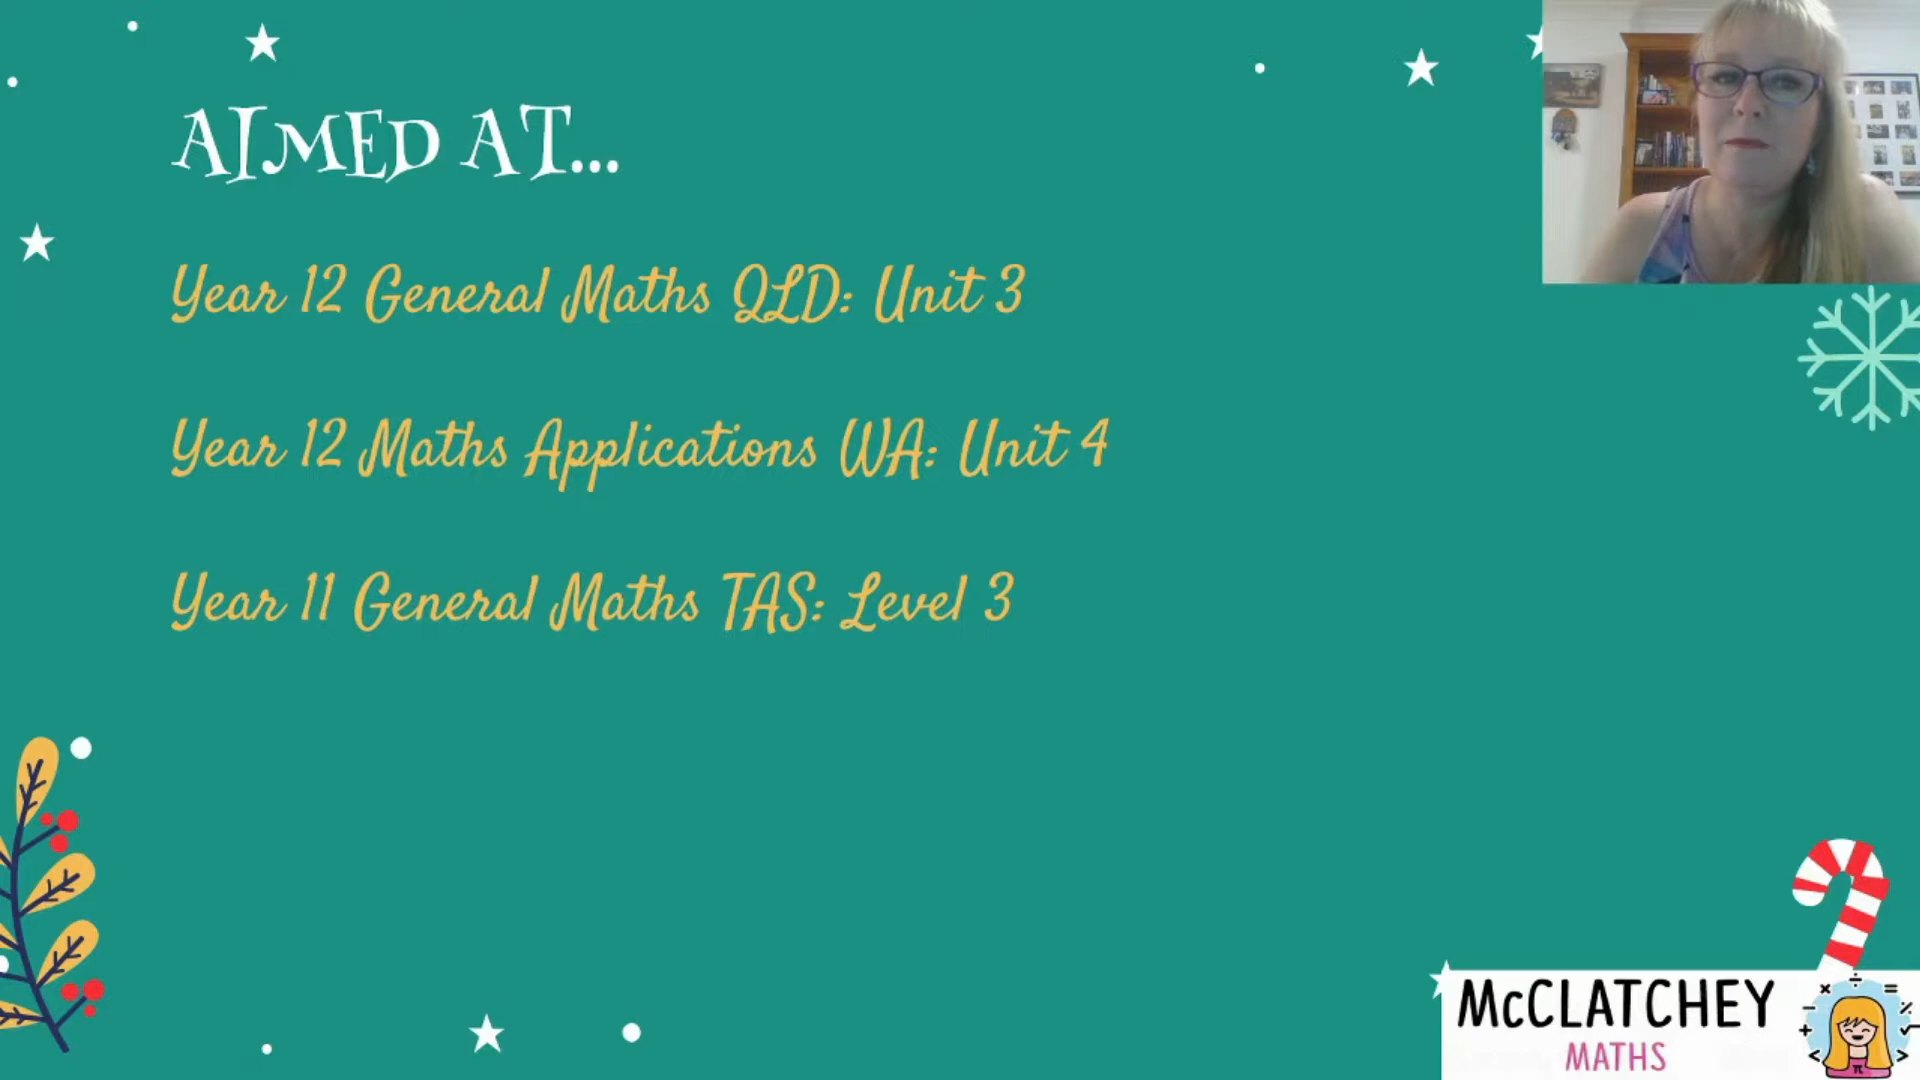 AIMED AT...
Year 12 General Maths QLD: Unit 3
Year 12 Maths Applications WA: Unit 4
Year 11 General Maths TAS: Level 3
McCLATCHEY
MATHS